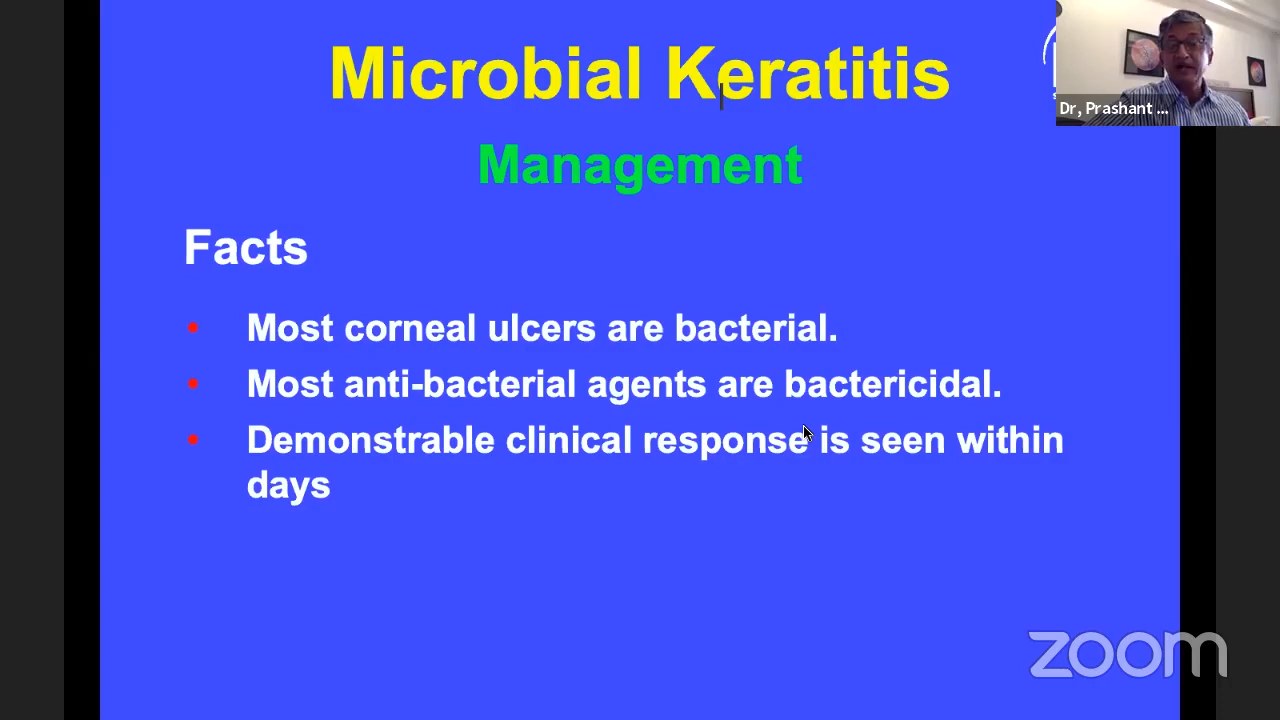 Microbial Keratitis
Dr, Prashant ...
Management
Facts
• Most corneal ulcers are bacterial.
• Most anti-bacterial agents are bactericidal.
• Demonstrable clinical response is seen within
days
zoom